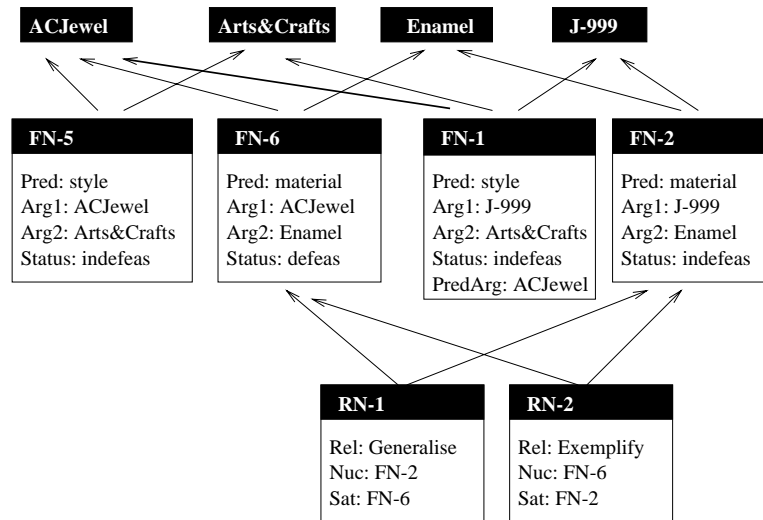 ACJewel
Arts&Crafts
Enamel
J-999
FN-5
Pred: style
Arg1: ACJewel
Arg2: Arts&Crafts
Status: indefeas
FN-6
Pred: material
Arg1: ACJewel
Arg2: Enamel
Status: defeas
FN-1
Pred: style
Arg1: J-999
Arg2: Arts&Crafts
Status: indefeas
PredArg: ACJewel
FN-2
Pred: material
Arg1: J-999
Arg2: Enamel
Status: indefeas
RN-1
Rel: Generalise
Nuc: FN-2
Sat: FN-6
RN-2
Rel: Exemplify
Nuc: FN-6
Sat: FN-2